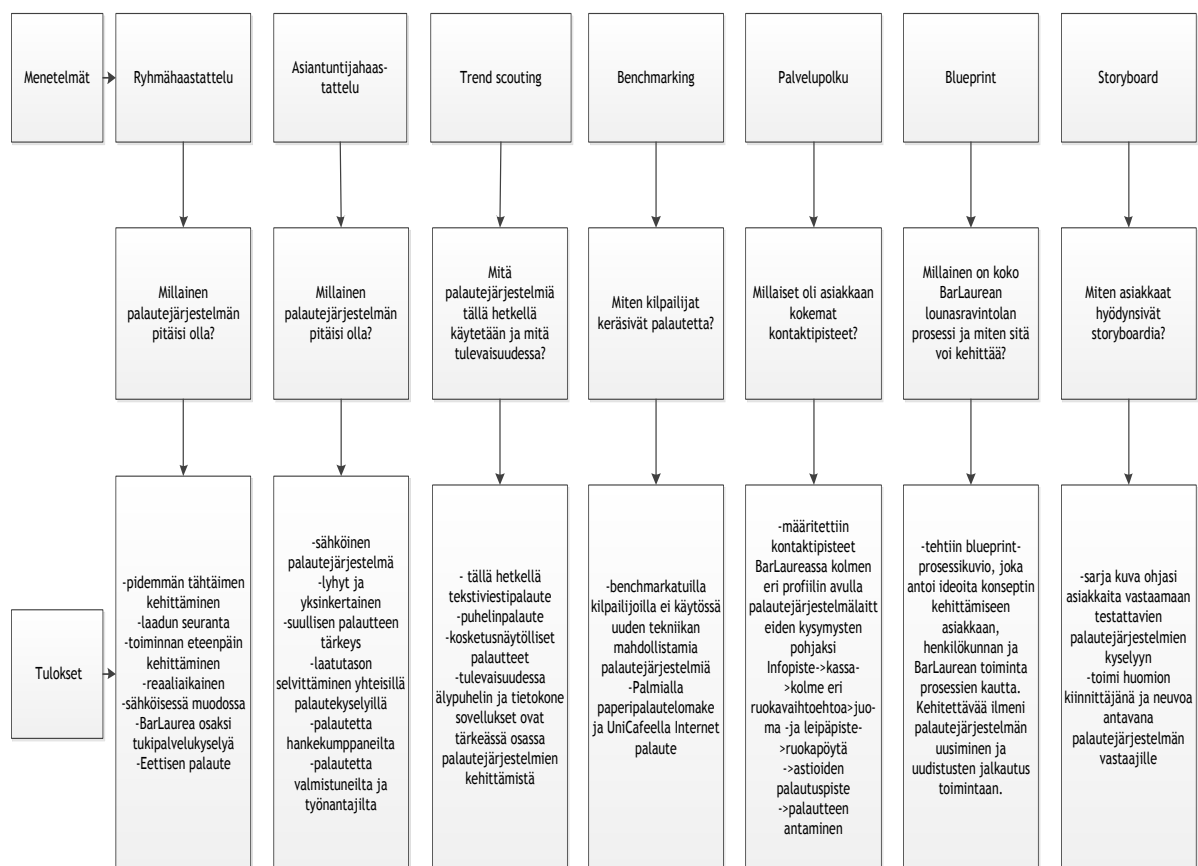 Menetelmät
Ryhmähaastattelu
Asiantuntijahaas-
tattelu
Trend scouting
Benchmarking
Palvelupolku
Blueprint
Storyboard
Millainen
palautejärjestelmän
pitäisi olla?
Millainen
palautejärjestelmän
pitäisi olla?
Mitä
palautejärjestelmiä
tällä hetkellä
käytetään ja mitä
tulevaisuudessa?
Miten kilpailijat
keräsivät palautetta?
Millaiset oli asiakkaan
kokemat
kontaktipisteet?
Millainen on koko
BarLaurean
lounasravintolan
prosessi ja miten sitä
voi kehittää?
Miten asiakkaat
hyödynsivät
storyboardia?
Tulokset
-pidemmän tähtäimen
kehittäminen
-laadun seuranta
-toiminnan eteenpäin
kehittäminen
-reaaliaikainen
-sähköisessä muodossa
-BarLaurea osaksi
tukipalvelukyselyä
-Eettisen palaute
-sähköinen
palautejärjestelmä
-lyhyt ja
yksinkertainen
-suullisen palautteen
tärkeys
-laatutason
selvittäminen yhteisillä
palautekyselyillä
-palautetta
hankekumppaneilta
-palautetta
valmistuneilta ja
työnantajilta
- tällä hetkellä
tekstiviestipalaute
-puhelinpalaute
-kosketusnäytölliset
palautteet
-tulevaisuudessa
älypuhelin ja tietokone
sovellukset ovat
tärkeässä osassa
palautejärjestelmien
kehittämistä
-benchmarkatuilla
kilpailijoilla ei käytössä
uuden tekniikan
mahdollistamia
palautejärjestelmiä
-Palmialla
paperipalautelomake
ja UniCafeella Internet
palaute
-määritettiin
kontaktipisteet
BarLaureassa kolmen
eri profiilin avulla
palautejärjestelmälaitt
eiden kysymysten
pohjaksi
Infopiste->kassa-
>kolme eri
ruokavaihtoehtoa>juo
ma -ja leipäpiste-
>ruokapöytä
->astioiden
palautuspiste
->palautteen
antaminen
-tehtiin blueprint-
prosessikuvio, joka
antoi ideoita konseptin
kehittämiseen
asiakkaan,
henkilökunnan ja
BarLaurean toiminta
prosessien kautta.
Kehitettävää ilmeni
palautejärjestelmän
uusiminen ja
uudistusten jalkautus
toimintaan.
-sarja kuva ohjasi
asiakkaita vastaamaan
testattavien
palautejärjestelmien
kyselyyn
-toimi huomion
kiinnittäjänä ja neuvoa
antavana
palautejärjestelmän
vastaajille